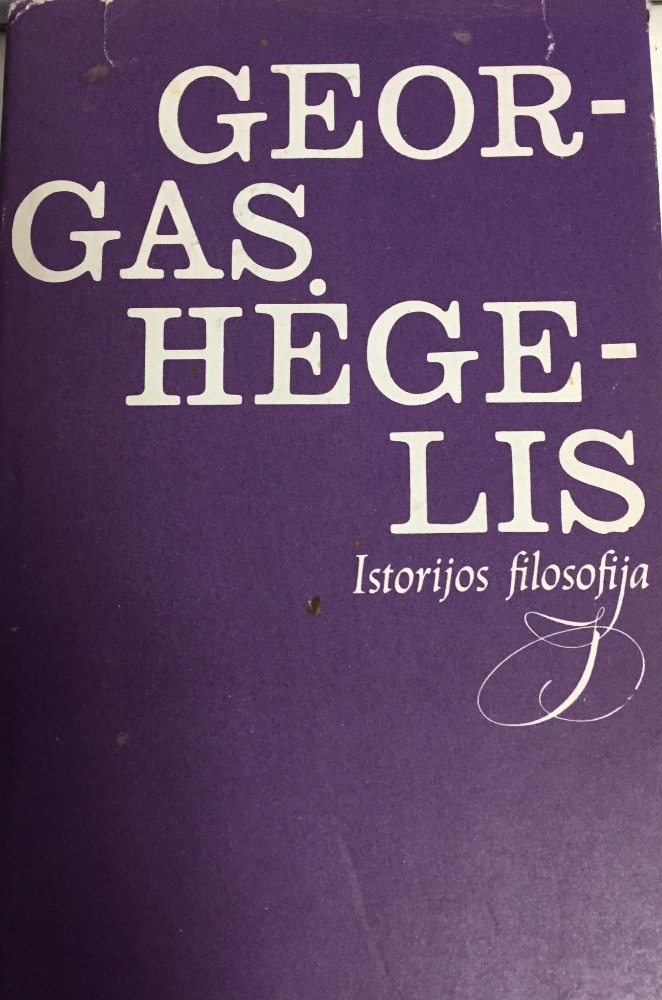 GEOR-
GAS
HĖGE-
LIS
Istorijos filosofija